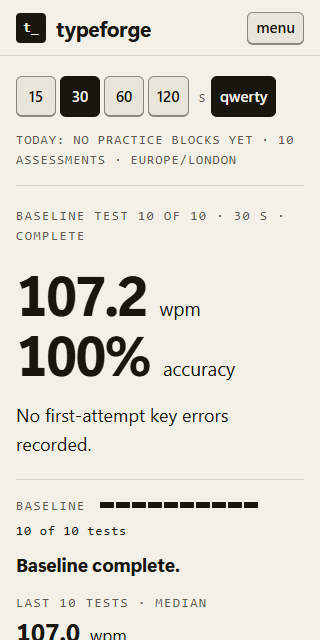 t_ typeforge menu
15 30 60 120 s qwerty
TODAY: NO PRACTICE BLOCKS YET · 10
ASSESSMENTS · EUROPE/LONDON
BASELINE TEST 10 OF 10 · 30 S ·
COMPLETE
107.2 wpm
100% accuracy
No first-attempt key errors
recorded.
BASELINE
10 of 10 tests
Baseline complete.
LAST 10 TESTS · MEDIAN
107.0 wpm